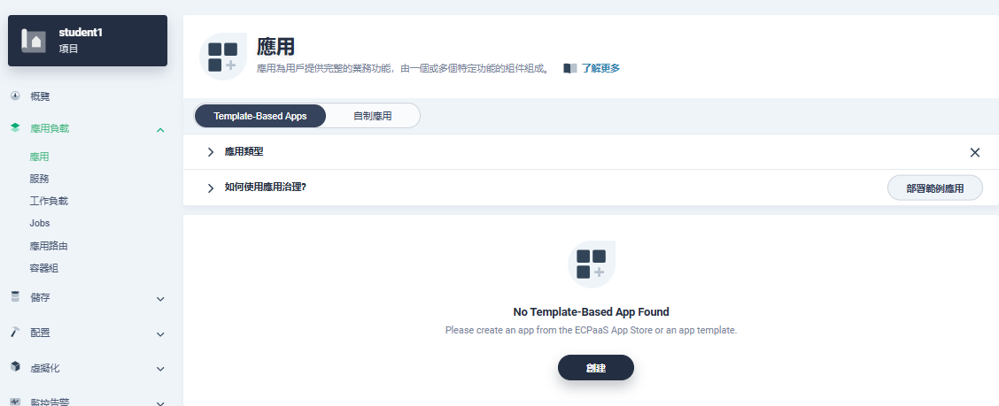 student1
項目
概覽
應用負載
應用
服務
工作負載
Jobs
應用路由
容器組
儲存
配置
虛擬化
監控告警
應用
應用為用戶提供完整的業務功能，由一個或多個特定功能的組件組成。 了解更多
Template-Based Apps 自制應用
應用類型
如何使用應用治理? 部署範例應用
No Template-Based App Found
Please create an app from the ECPaaS App Store or an app template.
創建